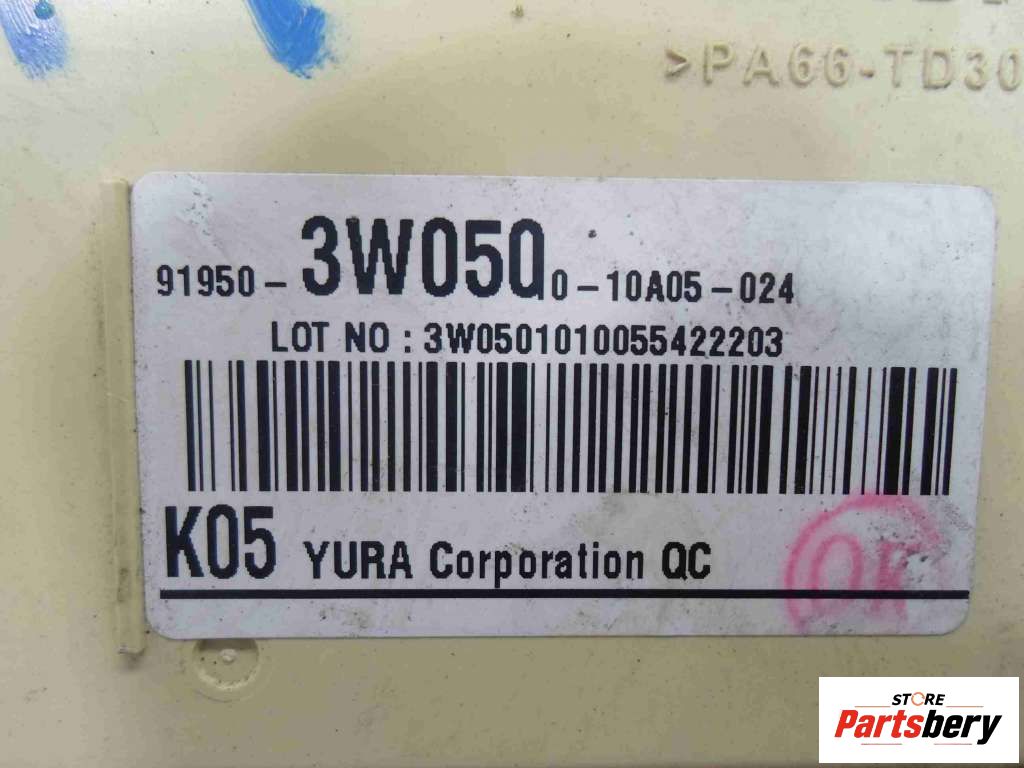 >PA66-TD30
91950-3W050 0-10A05-024
LOT NO : 3W0501010055422203
K05 YURA Corporation QC
OK
STORE
Partsbery